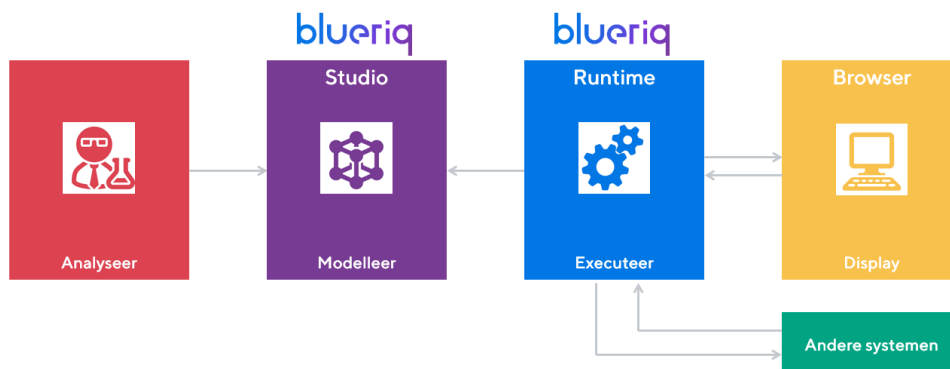 blueriq
blueriq
Studio
Runtime
Browser
Analyseer
Modelleer
Executeer
Display
Andere systemen